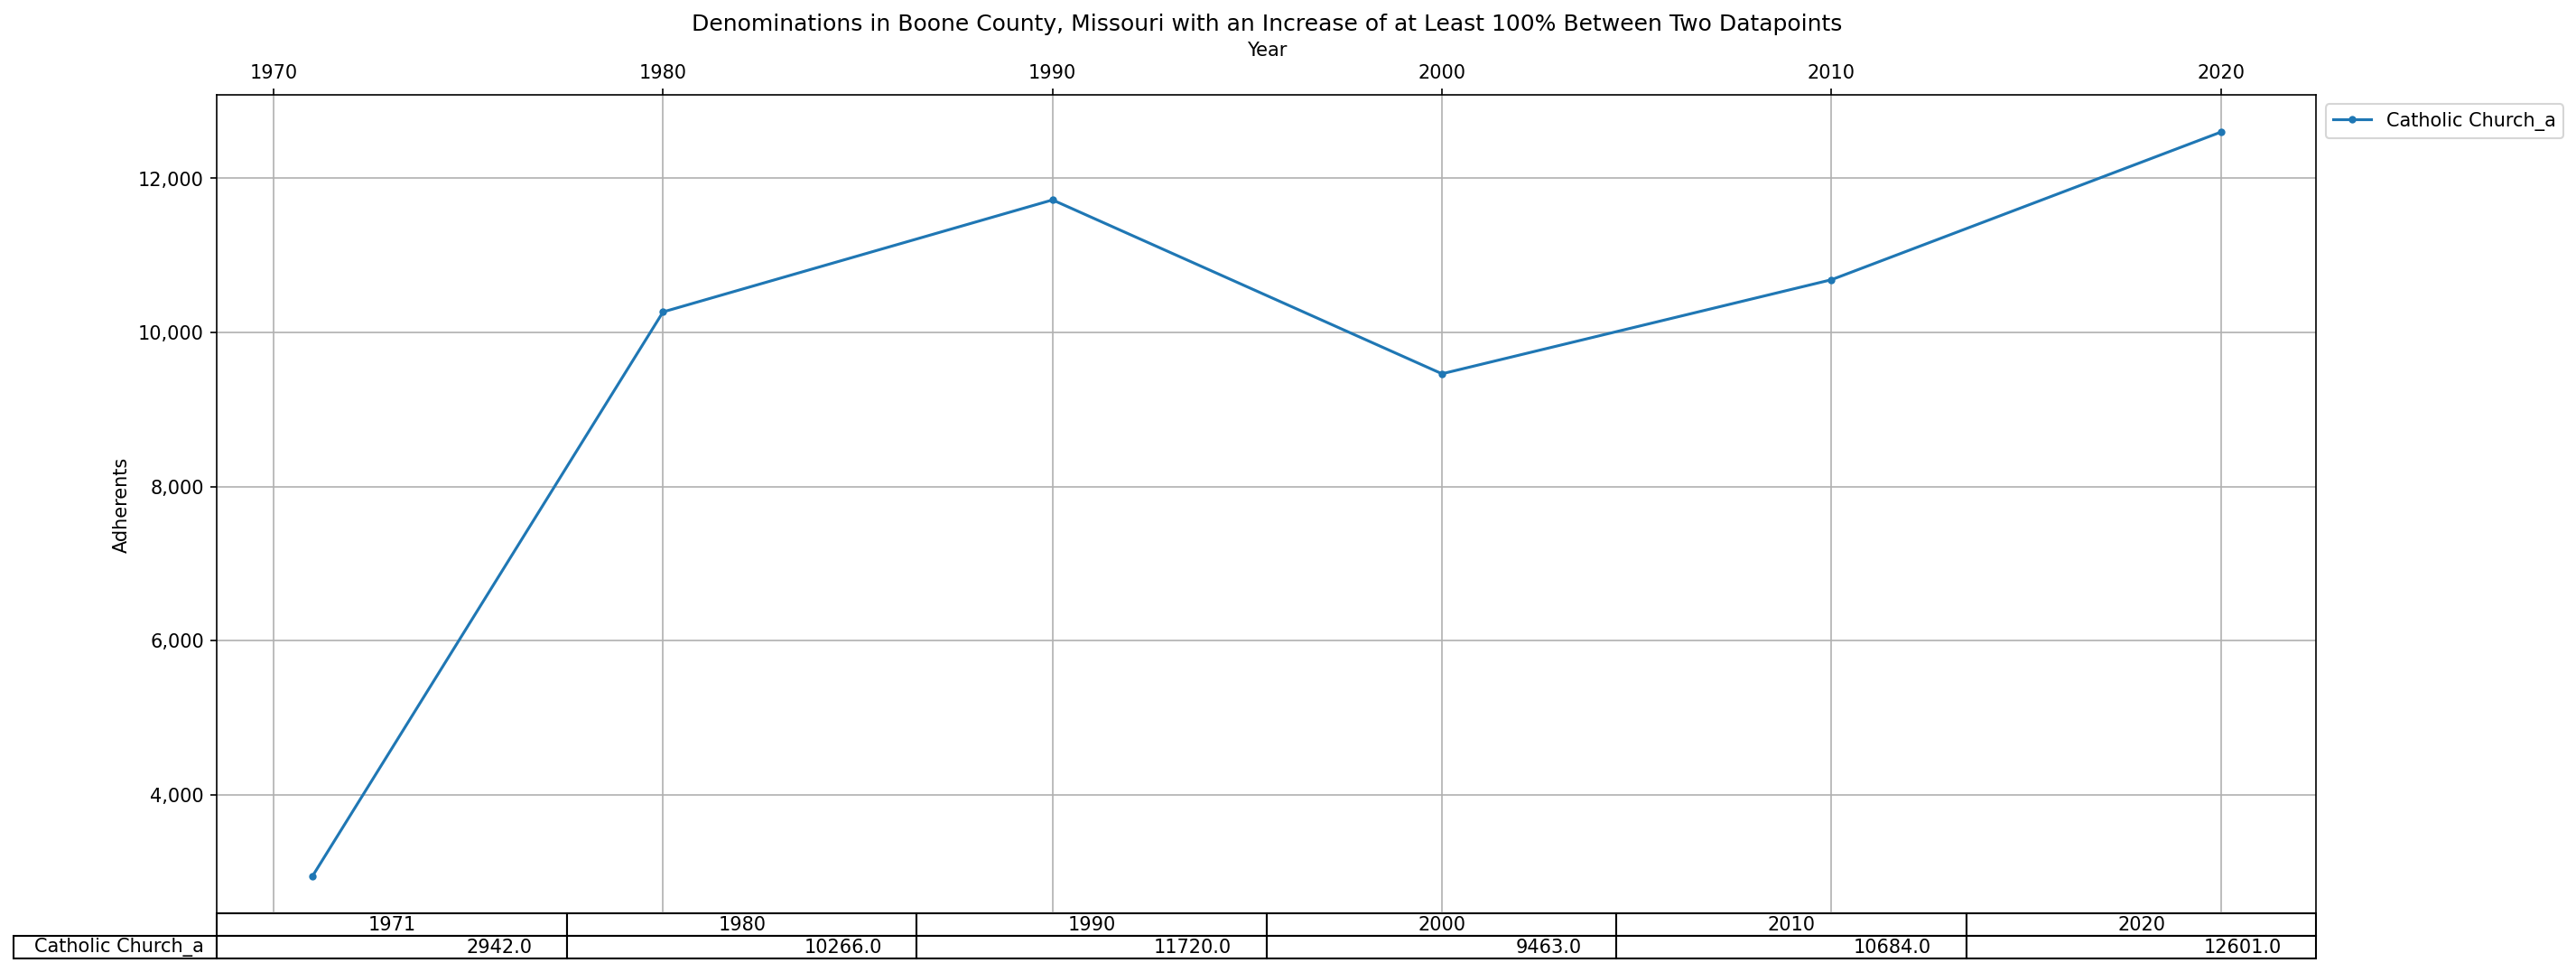 Denominations in Boone County, Missouri with an Increase of at Least 100% Between Two Datapoints
Year
1970 1980 1990 2000 2010 2020
Catholic Church_a
12,000
10,000
8,000
6,000
4,000
Adherents
1971 1980 1990 2000 2010 2020
Catholic Church_a 2942.0 10266.0 11720.0 9463.0 10684.0 12601.0